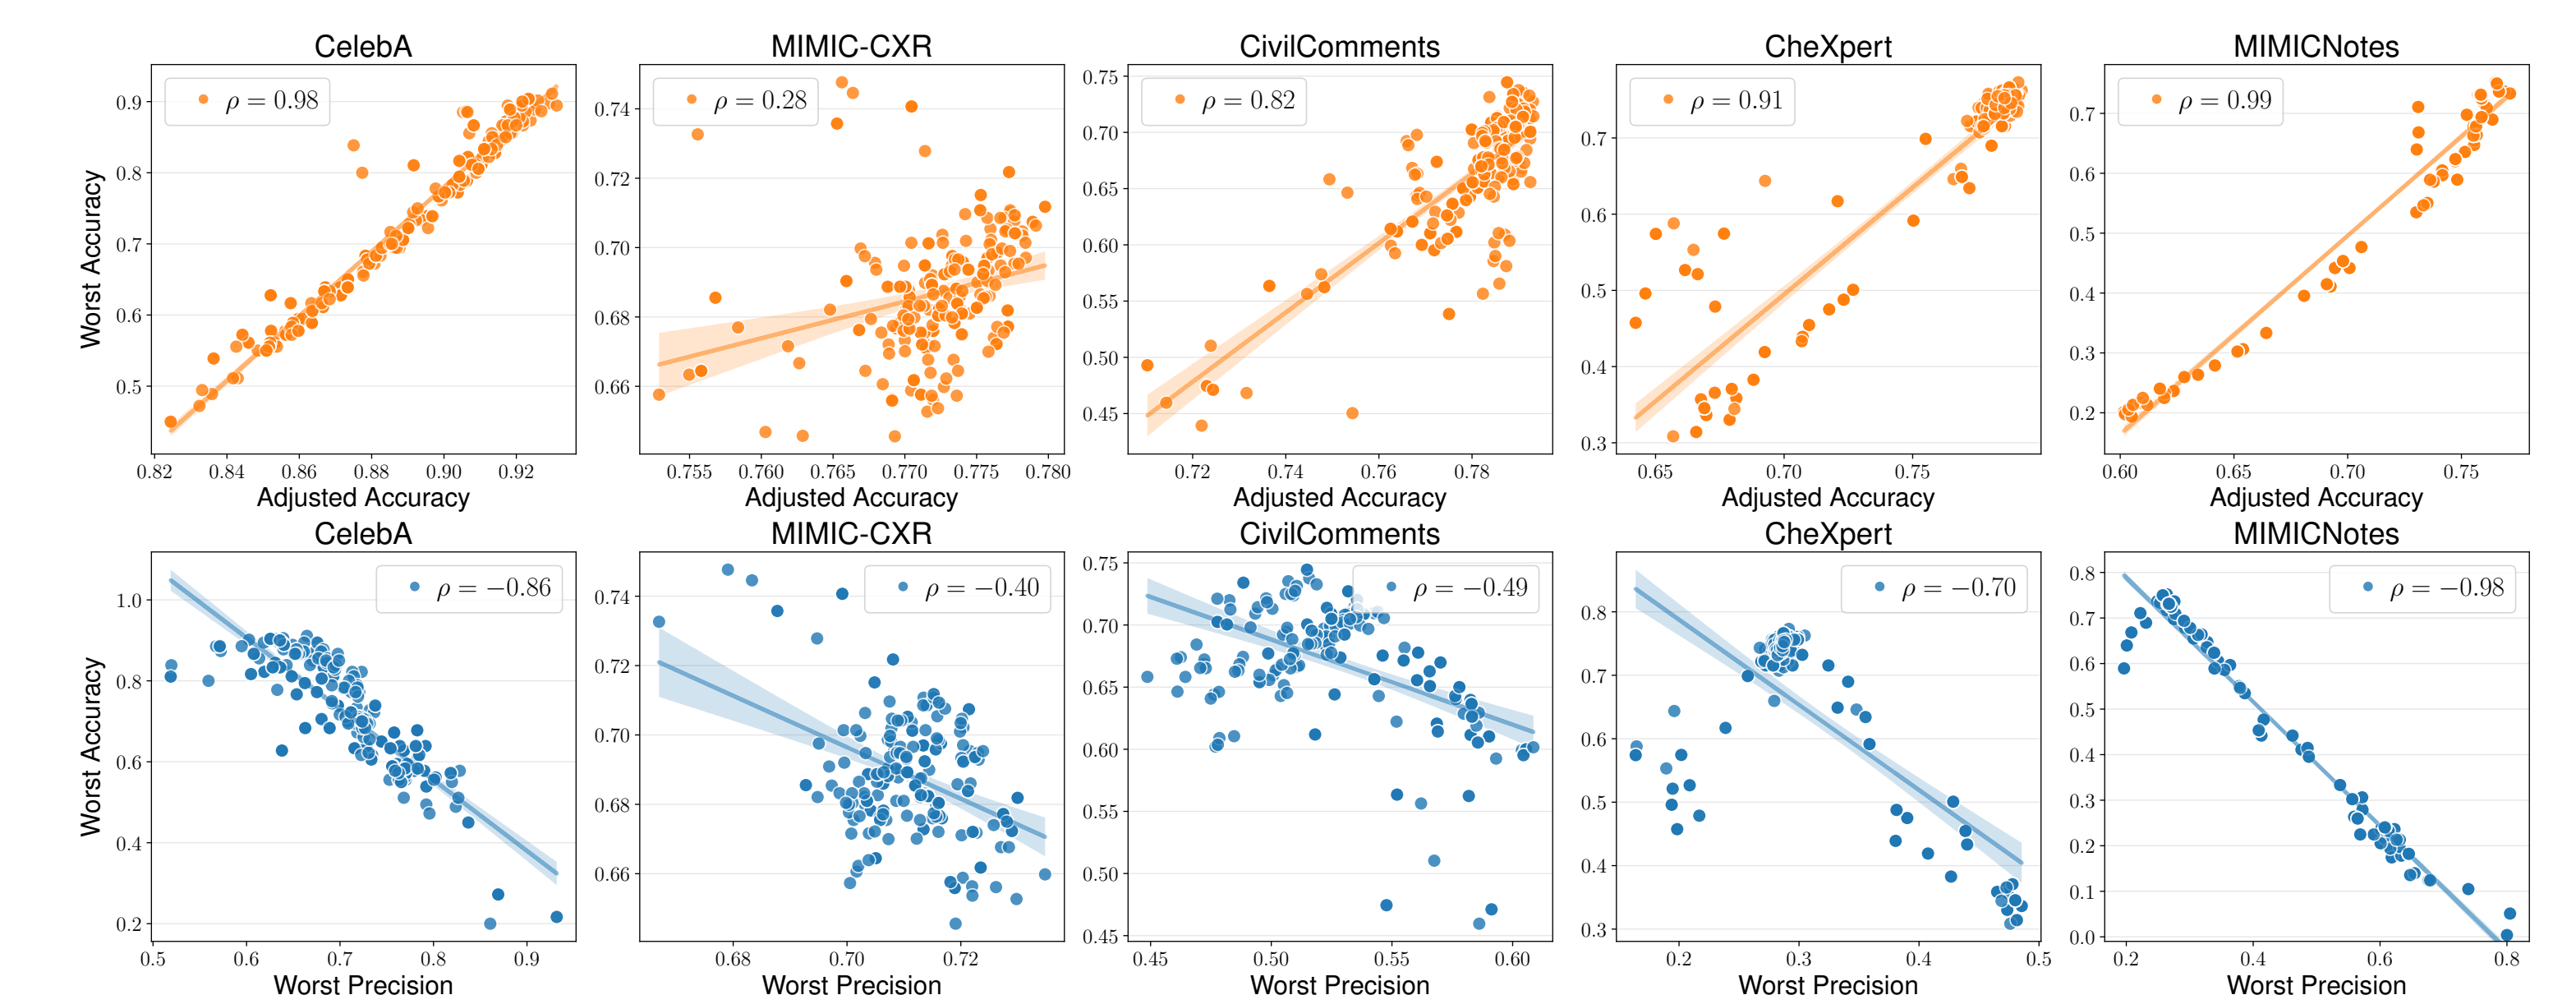 CelebA
MIMIC-CXR
CivilComments
CheXpert
MIMICNotes
Worst Accuracy
0.9
0.8
0.7
0.6
0.5
ρ = 0.98
0.82 0.84 0.86 0.88 0.90 0.92
Adjusted Accuracy
0.74
0.72
0.70
0.68
0.66
ρ = 0.28
0.755 0.760 0.765 0.770 0.775 0.780
Adjusted Accuracy
0.75
0.70
0.65
0.60
0.55
0.50
0.45
ρ = 0.82
0.72 0.74 0.76 0.78
Adjusted Accuracy
0.7
0.6
0.5
0.4
0.3
ρ = 0.91
0.65 0.70 0.75
Adjusted Accuracy
0.7
0.6
0.5
0.4
0.3
0.2
ρ = 0.99
0.60 0.65 0.70 0.75
Adjusted Accuracy
CelebA
MIMIC-CXR
CivilComments
CheXpert
MIMICNotes
Worst Accuracy
1.0
0.8
0.6
0.4
0.2
ρ = −0.86
0.5 0.6 0.7 0.8 0.9
Worst Precision
0.74
0.72
0.70
0.68
0.66
ρ = −0.40
0.68 0.70 0.72
Worst Precision
0.75
0.70
0.65
0.60
0.55
0.50
0.45
ρ = −0.49
0.45 0.50 0.55 0.60
Worst Precision
0.8
0.7
0.6
0.5
0.4
0.3
ρ = −0.70
0.2 0.3 0.4 0.5
Worst Precision
0.8
0.7
0.6
0.5
0.4
0.3
0.2
0.1
0.0
ρ = −0.98
0.2 0.4 0.6 0.8
Worst Precision